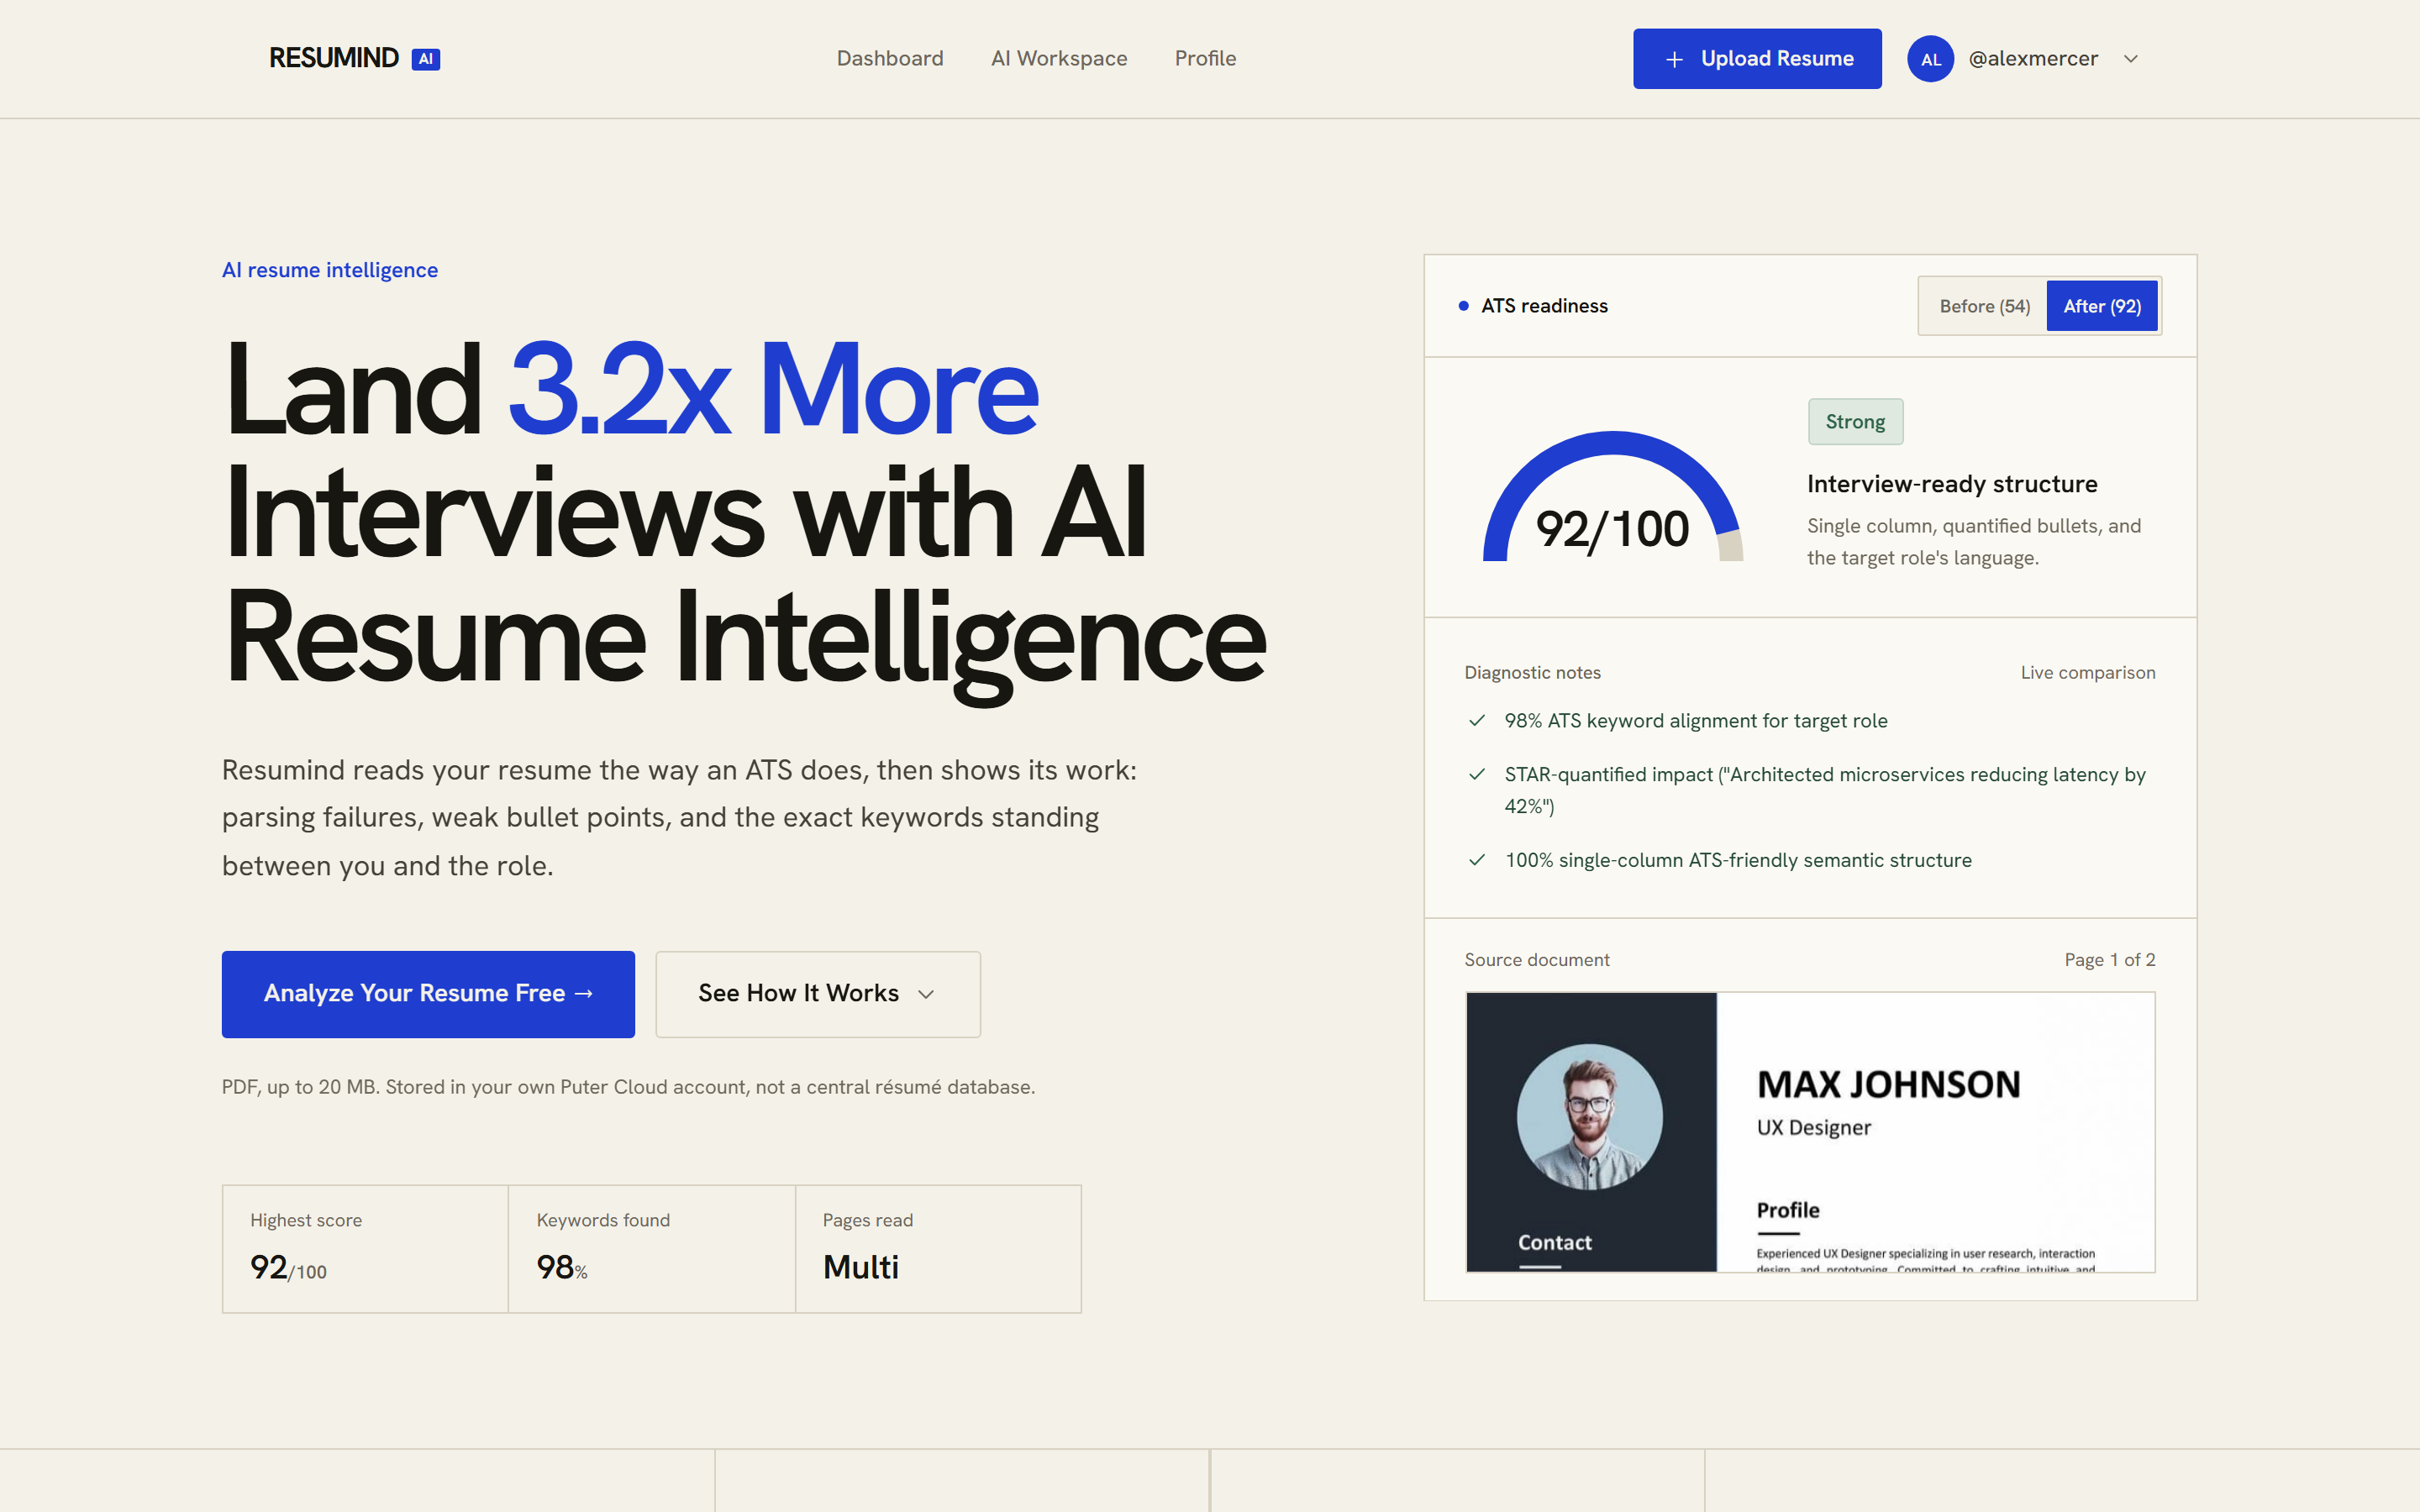 RESUMIND AI
Dashboard
AI Workspace
Profile
+ Upload Resume
AL
@alexmercer
AI resume intelligence
Land 3.2x More
Interviews with AI
Resume Intelligence
Resumind reads your resume the way an ATS does, then shows its work:
parsing failures, weak bullet points, and the exact keywords standing
between you and the role.
Analyze Your Resume Free →
See How It Works
PDF, up to 20 MB. Stored in your own Puter Cloud account, not a central résumé database.
Highest score
92/100
Keywords found
98%
Pages read
Multi
ATS readiness
Before (54)
After (92)
92/100
Strong
Interview-ready structure
Single column, quantified bullets, and
the target role's language.
Diagnostic notes
Live comparison
98% ATS keyword alignment for target role
STAR-quantified impact ("Architected microservices reducing latency by
42%")
100% single-column ATS-friendly semantic structure
Source document
Page 1 of 2
Contact
MAX JOHNSON
UX Designer
Profile
Experienced UX Designer specializing in user research, interaction
design, and prototyping. Committed to crafting intuitive and